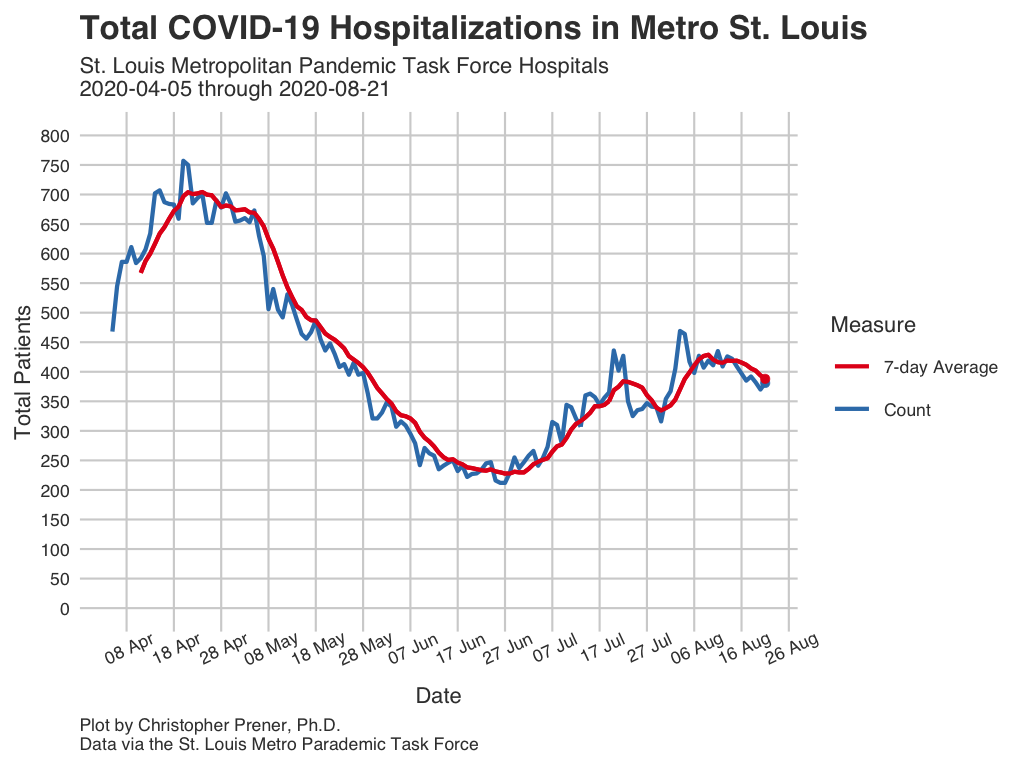 Total COVID-19 Hospitalizations in Metro St. Louis
St. Louis Metropolitan Pandemic Task Force Hospitals
2020-04-05 through 2020-08-21
800
750
700
650
600
550
500
450
400
350
300
250
200
150
100
50
0
Total Patients
08 Apr
18 Apr
28 Apr
08 May
18 May
28 May
07 Jun
17 Jun
27 Jun
07 Jul
17 Jul
27 Jul
06 Aug
16 Aug
26 Aug
Date
Measure
7-day Average
Count
Plot by Christopher Prener, Ph.D.
Data via the St. Louis Metro Parademic Task Force